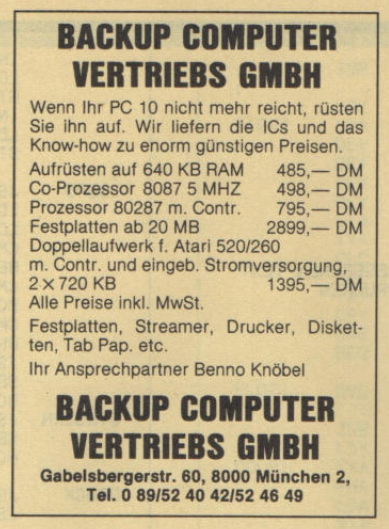 BACKUP COMPUTER
VERTRIEBS GMBH
Wenn Ihr PC 10 nicht mehr reicht, rüsten
Sie ihn auf. Wir liefern die ICs und das
Know-how zu enorm günstigen Preisen.
Aufrüsten auf 640 KB RAM 485,— DM
Co-Prozessor 8087 5 MHZ 498,— DM
Prozessor 80287 m. Contr. 795,— DM
Festplatten ab 20 MB 2899,— DM
Doppellaufwerk f. Atari 520/260
m. Contr. und eingeb. Stromversorgung,
2 × 720 KB 1395,— DM
Alle Preise inkl. MwSt.
Festplatten, Streamer, Drucker, Disket-
ten, Tab Pap. etc.
Ihr Ansprechpartner Benno Knöbel
BACKUP COMPUTER
VERTRIEBS GMBH
Gabelsbergerstr. 60, 8000 München 2,
Tel. 0 89/52 40 42/52 46 49